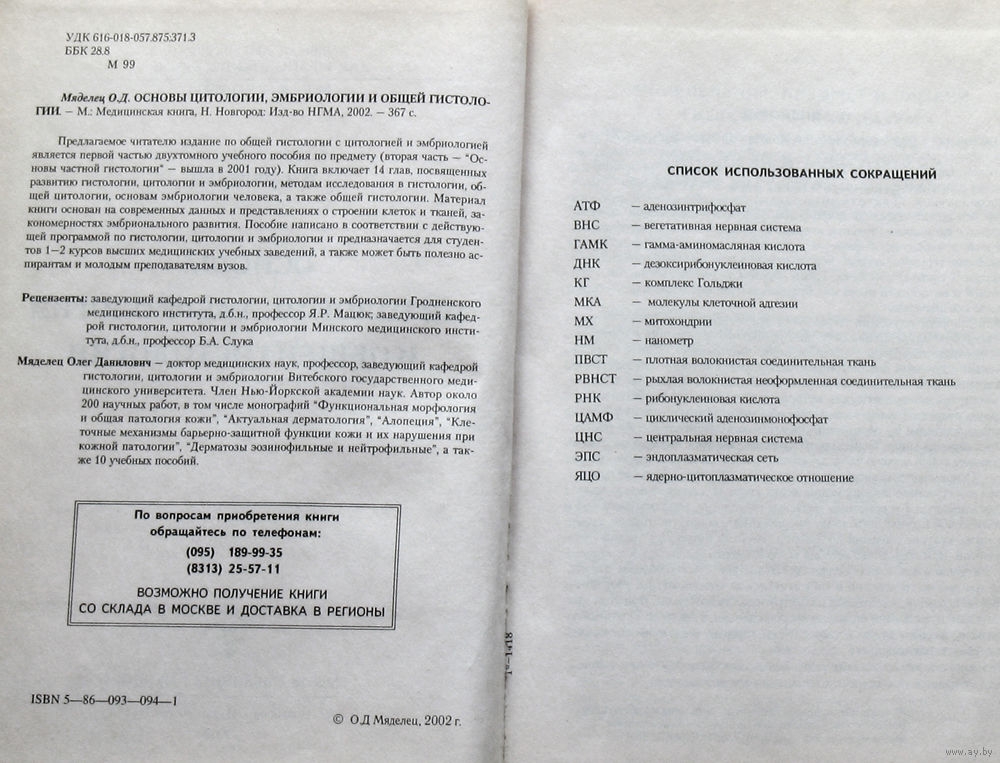 УДК 616-018-057.875.371.3
ББК 28.8
М 99
Мяделец О.Д. ОСНОВЫ ЦИТОЛОГИИ, ЭМБРИОЛОГИИ И ОБЩЕЙ ГИСТОЛО-
ГИИ. – М.: Медицинская книга, Н. Новгород: Изд-во НГМА, 2002. – 367 с.
Предлагаемое читателю издание по общей гистологии с цитологией и эмбриологией
является первой частью двухтомного учебного пособия по предмету (вторая часть – "Ос-
новы частной гистологии" – вышла в 2001 году). Книга включает 14 глав, посвященных
развитию гистологии, цитологии и эмбриологии, методам исследования в гистологии, об-
щей цитологии, основам эмбриологии человека, а также общей гистологии. Материал
книги основан на современных данных и представлениях о строении клеток и тканей, за-
кономерностях эмбрионального развития. Пособие написано в соответствии с действую-
щей программой по гистологии, цитологии и эмбриологии и предназначается для студен-
тов 1–2 курсов высших медицинских учебных заведений, а также может быть полезно ас-
пирантам и молодым преподавателям вузов.
Рецензенты: заведующий кафедрой гистологии, цитологии и эмбриологии Гродненского
медицинского института, д.б.н., профессор Я.Р. Мацюк; заведующий кафед-
рой гистологии, цитологии и эмбриологии Минского медицинского инсти-
тута, д.б.н., профессор Б.А. Слука
Мяделец Олег Данилович – доктор медицинских наук, профессор, заведующий кафедрой
гистологии, цитологии и эмбриологии Витебского государственного меди-
цинского университета. Член Нью-Йоркской академии наук. Автор около
200 научных работ, в том числе монографий "Функциональная морфология
и общая патология кожи", "Актуальная дерматология", "Алопеция", "Кле-
точные механизмы барьерно-защитной функции кожи и их нарушения при
кожной патологии", "Дерматозы эозинофильные и нейтрофильные", а так-
же 10 учебных пособий.
По вопросам приобретения книги
обращайтесь по телефонам:
(095) 189-99-35
(8313) 25-57-11
ВОЗМОЖНО ПОЛУЧЕНИЕ КНИГИ
СО СКЛАДА В МОСКВЕ И ДОСТАВКА В РЕГИОНЫ
ISBN 5—86—093—094—1
© О.Д Мяделец, 2002 г.
1*–1418
СПИСОК ИСПОЛЬЗОВАННЫХ СОКРАЩЕНИЙ
АТФ – аденозинтрифосфат
ВНС – вегетативная нервная система
ГАМК – гамма-аминомасляная кислота
ДНК – дезоксирибонуклеиновая кислота
КГ – комплекс Гольджи
МКА – молекулы клеточной адгезии
МХ – митохондрии
НМ – нанометр
ПВСТ – плотная волокнистая соединительная ткань
РВНСТ – рыхлая волокнистая неоформленная соединительная ткань
РНК – рибонуклеиновая кислота
ЦАМФ – циклический аденозинмонофосфат
ЦНС – центральная нервная система
ЭПС – эндоплазматическая сеть
ЯЦО – ядерно-цитоплазматическое отношение
www.ay.by